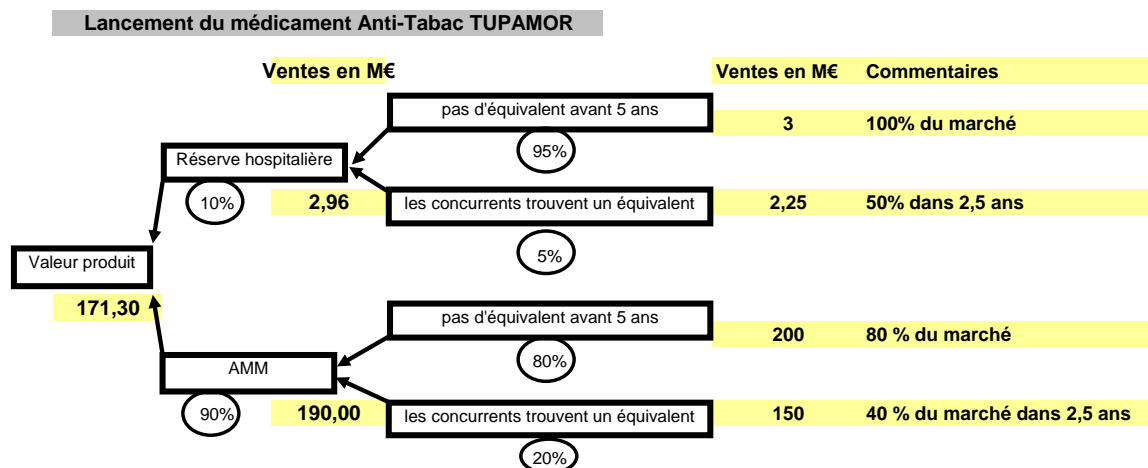 Lancement du médicament Anti-Tabac TUPAMOR
Ventes en M€ Ventes en M€ Commentaires
pas d'équivalent avant 5 ans
3 100% du marché
95%
Réserve hospitalière
10% 2,96 les concurrents trouvent un équivalent 2,25 50% dans 2,5 ans
5%
Valeur produit
171,30
pas d'équivalent avant 5 ans
200 80 % du marché
80%
AMM
90% 190,00 les concurrents trouvent un équivalent 150 40 % du marché dans 2,5 ans
20%